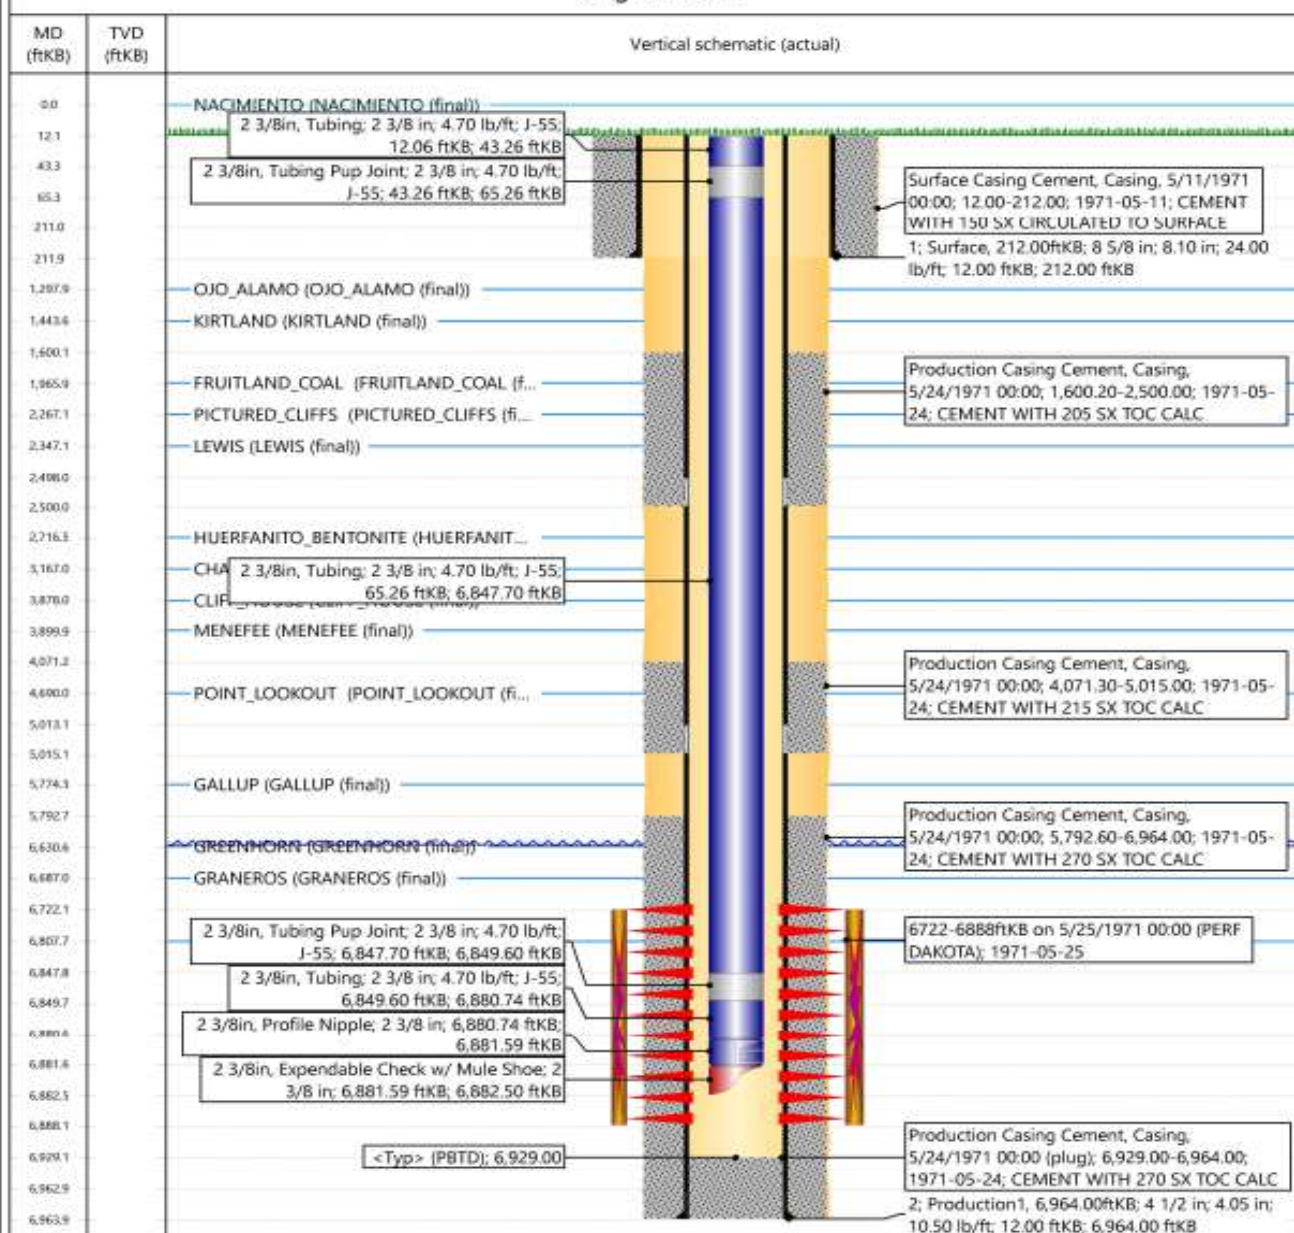 MD
(ftKB)
TVD
(ftKB)
Vertical schematic (actual)
0.0
12.1
43.3
65.3
211.0
211.9
1,297.9
1,443.6
1,600.1
1,965.9
2,267.1
2,347.1
2,498.0
2,500.0
2,716.5
3,167.0
3,878.0
3,899.9
4,071.2
4,690.0
5,013.1
5,015.1
5,774.3
5,792.7
6,630.6
6,687.0
6,722.1
6,807.7
6,847.8
6,849.7
6,880.6
6,881.6
6,882.5
6,888.1
6,929.1
6,962.9
6,963.9
NACIMIENTO (NACIMIENTO (final))
2 3/8in, Tubing; 2 3/8 in; 4.70 lb/ft; J-55;
12.06 ftKB; 43.26 ftKB
2 3/8in, Tubing Pup Joint; 2 3/8 in; 4.70 lb/ft;
J-55; 43.26 ftKB; 65.26 ftKB
OJO_ALAMO (OJO_ALAMO (final))
KIRTLAND (KIRTLAND (final))
FRUITLAND_COAL (FRUITLAND_COAL (f...
PICTURED_CLIFFS (PICTURED_CLIFFS (fi...
LEWIS (LEWIS (final))
HUERFANITO_BENTONITE (HUERFANIT...
CHA
2 3/8in, Tubing; 2 3/8 in; 4.70 lb/ft; J-55;
65.26 ftKB; 6,847.70 ftKB
CLIFF_HOUSE (CLIFF_HOUSE (final))
MENEFEE (MENEFEE (final))
POINT_LOOKOUT (POINT_LOOKOUT (fi...
GALLUP (GALLUP (final))
GREENHORN (GREENHORN (final))
GRANEROS (GRANEROS (final))
2 3/8in, Tubing Pup Joint; 2 3/8 in; 4.70 lb/ft;
J-55; 6,847.70 ftKB; 6,849.60 ftKB
2 3/8in, Tubing; 2 3/8 in; 4.70 lb/ft; J-55;
6,849.60 ftKB; 6,880.74 ftKB
2 3/8in, Profile Nipple; 2 3/8 in; 6,880.74 ftKB;
6,881.59 ftKB
2 3/8in, Expendable Check w/ Mule Shoe; 2
3/8 in; 6,881.59 ftKB; 6,882.50 ftKB
<Typ> (PBTD); 6,929.00
Surface Casing Cement, Casing, 5/11/1971
00:00; 12.00-212.00; 1971-05-11; CEMENT
WITH 150 SX CIRCULATED TO SURFACE
1; Surface, 212.00ftKB; 8 5/8 in; 8.10 in; 24.00
lb/ft; 12.00 ftKB; 212.00 ftKB
Production Casing Cement, Casing,
5/24/1971 00:00; 1,600.20-2,500.00; 1971-05-
24; CEMENT WITH 205 SX TOC CALC
Production Casing Cement, Casing,
5/24/1971 00:00; 4,071.30-5,015.00; 1971-05-
24; CEMENT WITH 215 SX TOC CALC
Production Casing Cement, Casing,
5/24/1971 00:00; 5,792.60-6,964.00; 1971-05-
24; CEMENT WITH 270 SX TOC CALC
6722-6888ftKB on 5/25/1971 00:00 (PERF
DAKOTA); 1971-05-25
Production Casing Cement, Casing,
5/24/1971 00:00 (plug); 6,929.00-6,964.00;
1971-05-24; CEMENT WITH 270 SX TOC CALC
2; Production1, 6,964.00ftKB; 4 1/2 in; 4.05 in;
10.50 lb/ft; 12.00 ftKB; 6,964.00 ftKB